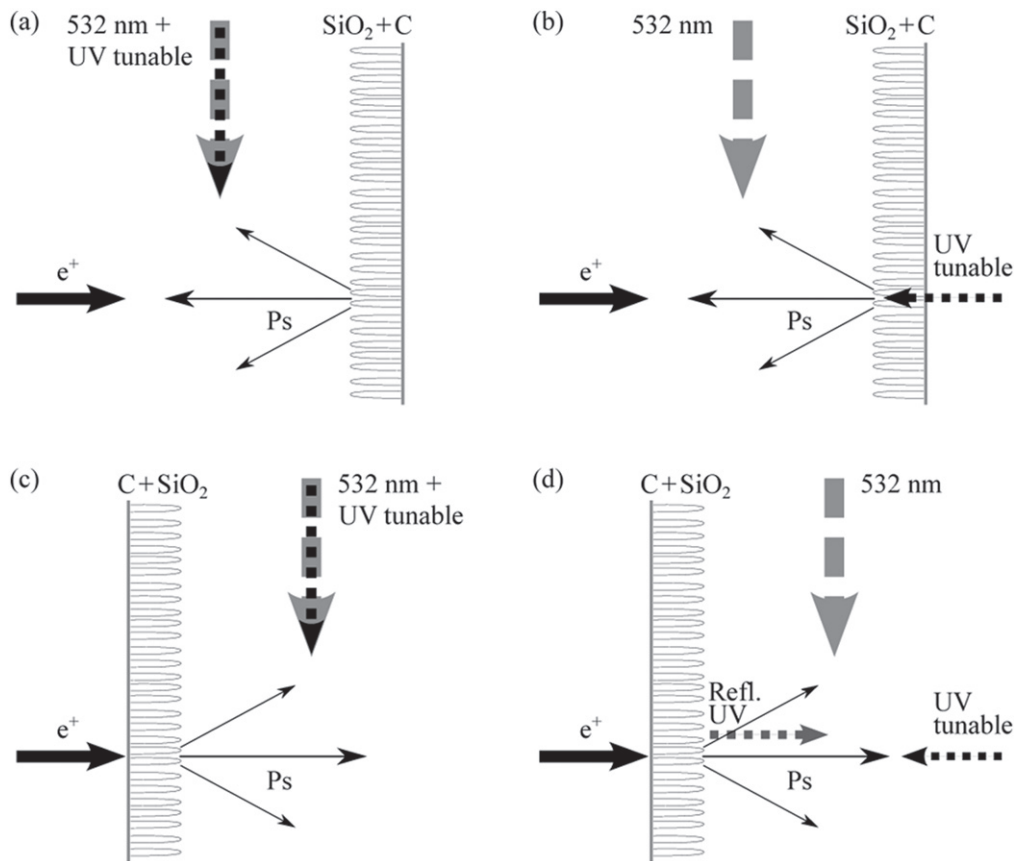 (a)
532 nm +
UV tunable
SiO₂+C
e⁺
Ps
(b)
532 nm
SiO₂+C
UV
tunable
e⁺
Ps
(c)
C+SiO₂
532 nm +
UV tunable
e⁺
Ps
(d)
C+SiO₂
532 nm
Refl.
UV
UV
tunable
e⁺
Ps